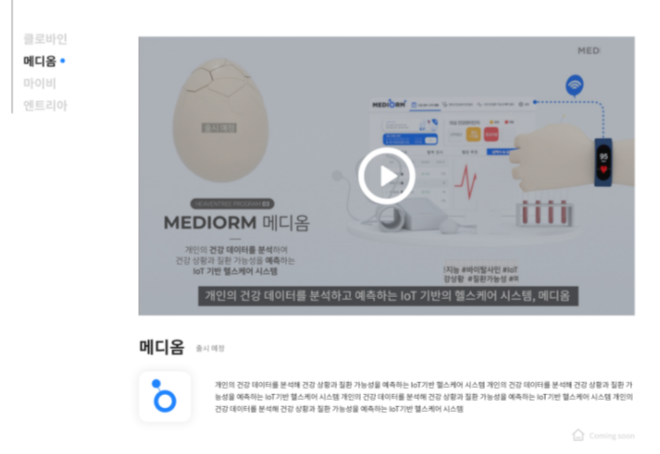 클로바인
메디옴
마이비
엔트리아
MED
출시예정
MEDIORM
HEAVENTREE PROGRAM 03
MEDIORM 메디옴
개인의 건강 데이터를 분석하여
건강 상황과 질환 가능성을 예측하는
IoT 기반 헬스케어 시스템
95
지능 #바이탈사인 #IoT
강상황 #질환가능성 #
개인의 건강 데이터를 분석하고 예측하는 IoT 기반의 헬스케어 시스템, 메디옴
메디옴 출시 예정
개인의 건강 데이터를 분석해 건강 상황과 질환 가능성을 예측하는 IoT기반 헬스케어 시스템 개인의 건강 데이터를 분석해 건강 상황과 질환 가
능성을 예측하는 IoT기반 헬스케어 시스템 개인의 건강 데이터를 분석해 건강 상황과 질환 가능성을 예측하는 IoT기반 헬스케어 시스템 개인의
건강 데이터를 분석해 건강 상황과 질환 가능성을 예측하는 IoT기반 헬스케어 시스템
Coming soon